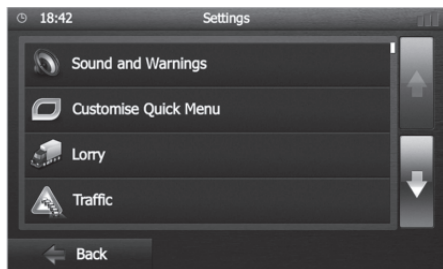 18:42 Settings
Sound and Warnings
Customise Quick Menu
Lorry
Traffic
Back